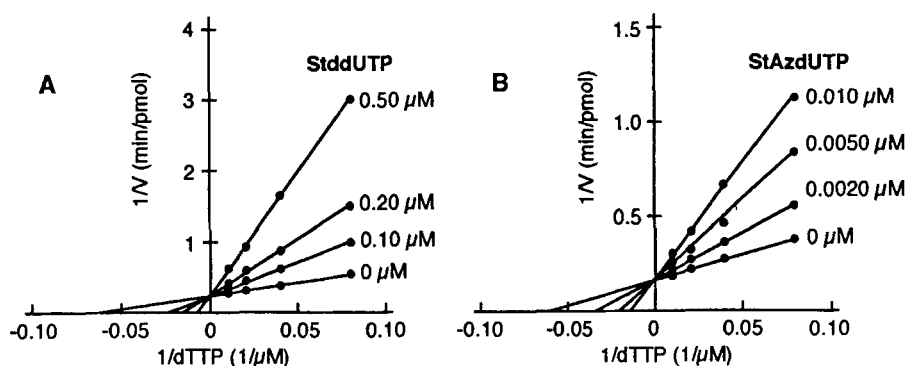 A
StddUTP
1/V (min/pmol)
4
3
2
1
0.50 µM
0.20 µM
0.10 µM
0 µM
-0.10
-0.05
0
0.05
0.10
1/dTTP (1/µM)
B
StAzdUTP
1/V (min/pmol)
1.5
1.0
0.5
0.010 µM
0.0050 µM
0.0020 µM
0 µM
-0.10
-0.05
0
0.05
0.10
1/dTTP (1/µM)